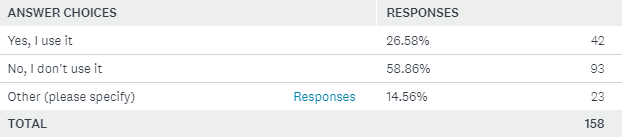 ANSWER CHOICES RESPONSES
Yes, I use it 26.58% 42
No, I don't use it 58.86% 93
Other (please specify) Responses 14.56% 23
TOTAL 158